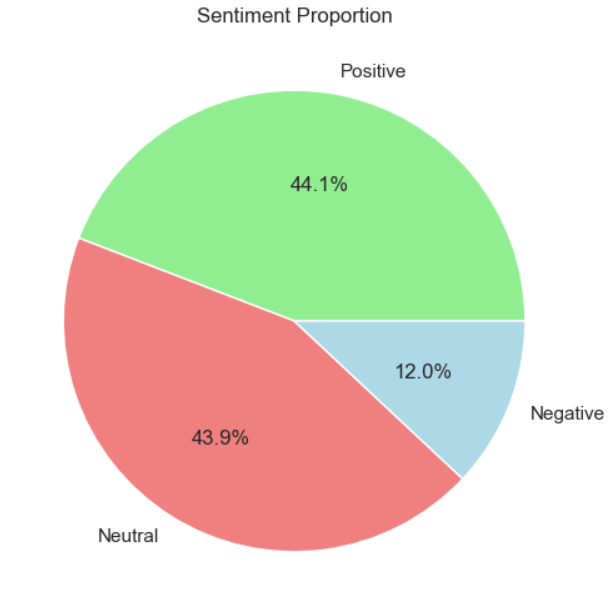 Sentiment Proportion
Positive
44.1%
12.0%
Negative
43.9%
Neutral